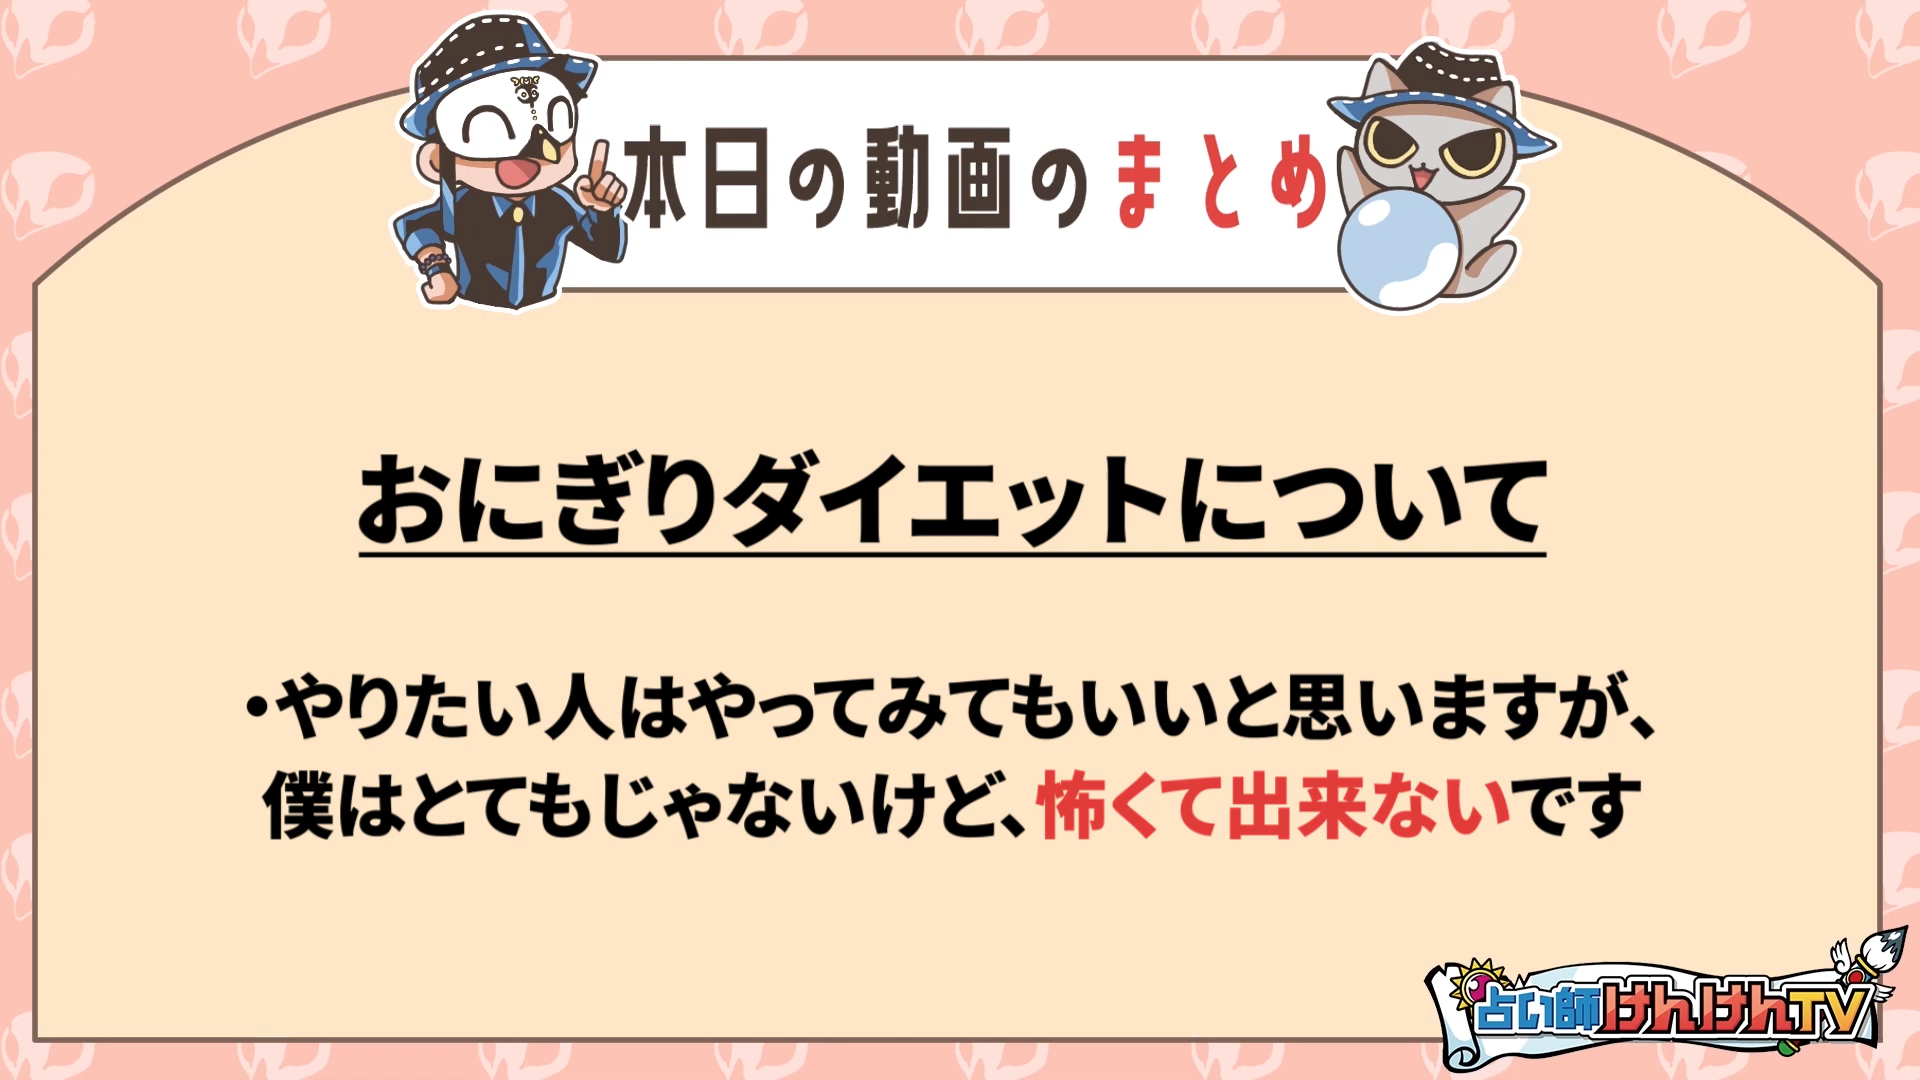 本日の動画のまとめ
おにぎりダイエットについて
・やりたい人はやってみてもいいと思いますが、
僕はとてもじゃないけど、怖くて出来ないです
占い師けんけんTV